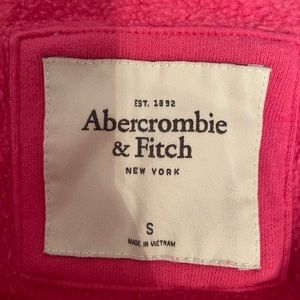 EST. 1892
Abercrombie
& Fitch
NEW YORK
S
MADE IN VIETNAM